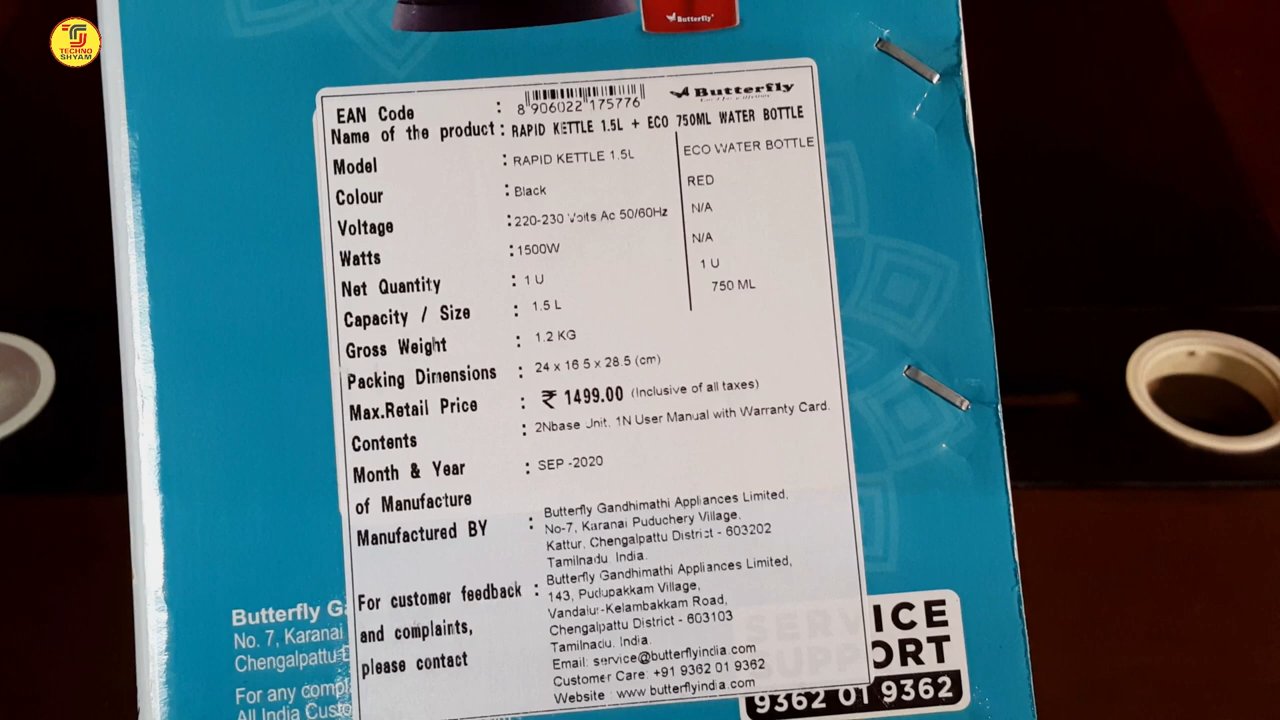 TECHNO
SHYAM
Butterfly
EAN Code : 8 906022 175776
Butterfly
Name of the product : RAPID KETTLE 1.5L + ECO 750ML WATER BOTTLE
Model : RAPID KETTLE 1.5L ECO WATER BOTTLE
Colour : Black RED
Voltage : 220-230 Volts Ac 50/60Hz N/A
Watts : 1500W N/A
Net Quantity : 1 U 1 U
Capacity / Size : 1.5 L 750 ML
Gross Weight : 1.2 KG
Packing Dimensions : 24 x 16.5 x 28.5 (cm)
Max.Retail Price : ₹ 1499.00 (Inclusive of all taxes)
Contents : 2Nbase Unit. 1N User Manual with Warranty Card.
Month & Year : SEP -2020
of Manufacture
Manufactured BY : Butterfly Gandhimathi Appliances Limited,
No-7, Karanai Puduchery Village,
Kattur, Chengalpattu District - 603202
Tamilnadu, India.
For customer feedback : Butterfly Gandhimathi Appliances Limited,
and complaints, 143, Pudupakkam Village,
please contact Vandalur-Kelambakkam Road,
Chengalpattu District - 603103
Tamilnadu, India.
Email: service@butterflyindia.com
Customer Care: +91 9362 01 9362
Website : www.butterflyindia.com
Butterfly
No. 7, Karanai
Chengalpattu
For any
All India
SERVICE
SUPPORT
9362 01 9362